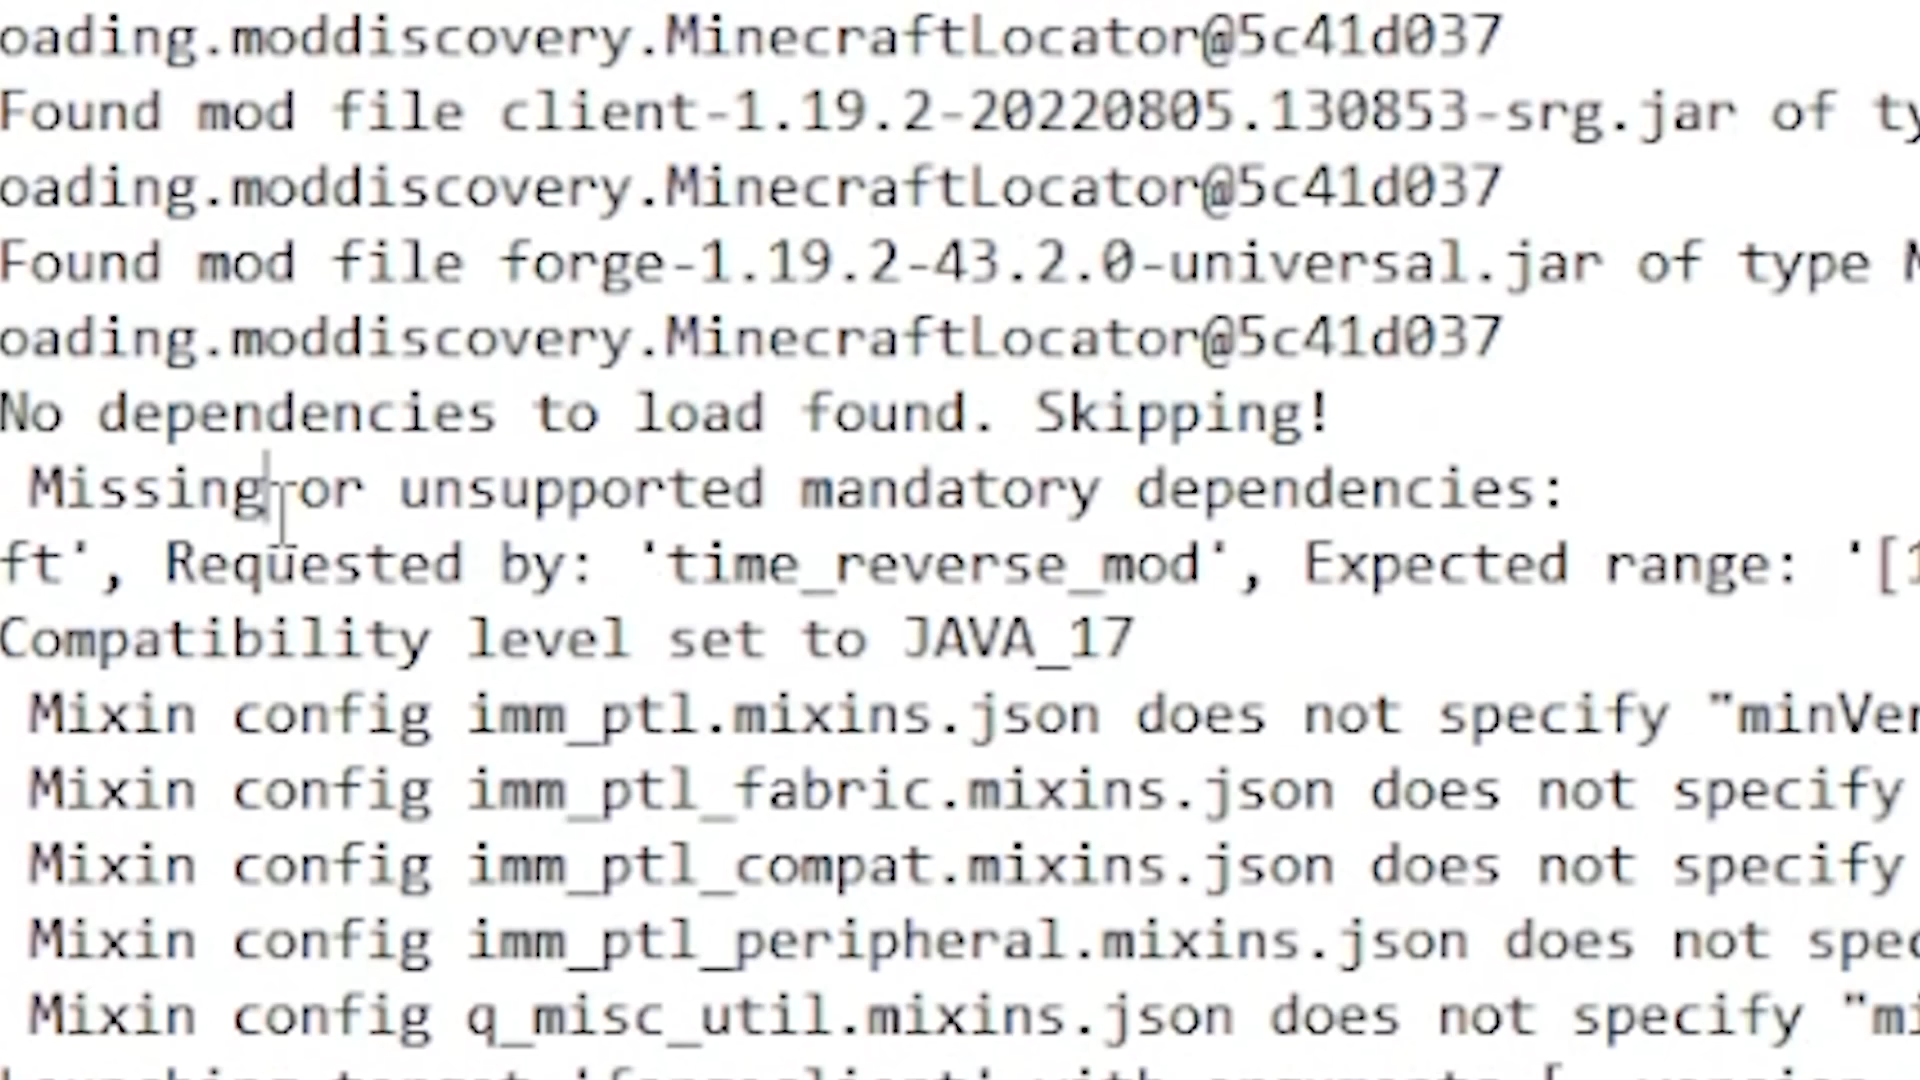 oading.moddiscovery.MinecraftLocator@5c41d037
Found mod file client-1.19.2-20220805.130853-srg.jar of ty
oading.moddiscovery.MinecraftLocator@5c41d037
Found mod file forge-1.19.2-43.2.0-universal.jar of type M
oading.moddiscovery.MinecraftLocator@5c41d037
No dependencies to load found. Skipping!
Missing or unsupported mandatory dependencies:
ft', Requested by: 'time_reverse_mod', Expected range: '[1
Compatibility level set to JAVA_17
Mixin config imm_ptl.mixins.json does not specify "minVer
Mixin config imm_ptl_fabric.mixins.json does not specify
Mixin config imm_ptl_compat.mixins.json does not specify
Mixin config imm_ptl_peripheral.mixins.json does not spec
Mixin config q_misc_util.mixins.json does not specify "mi